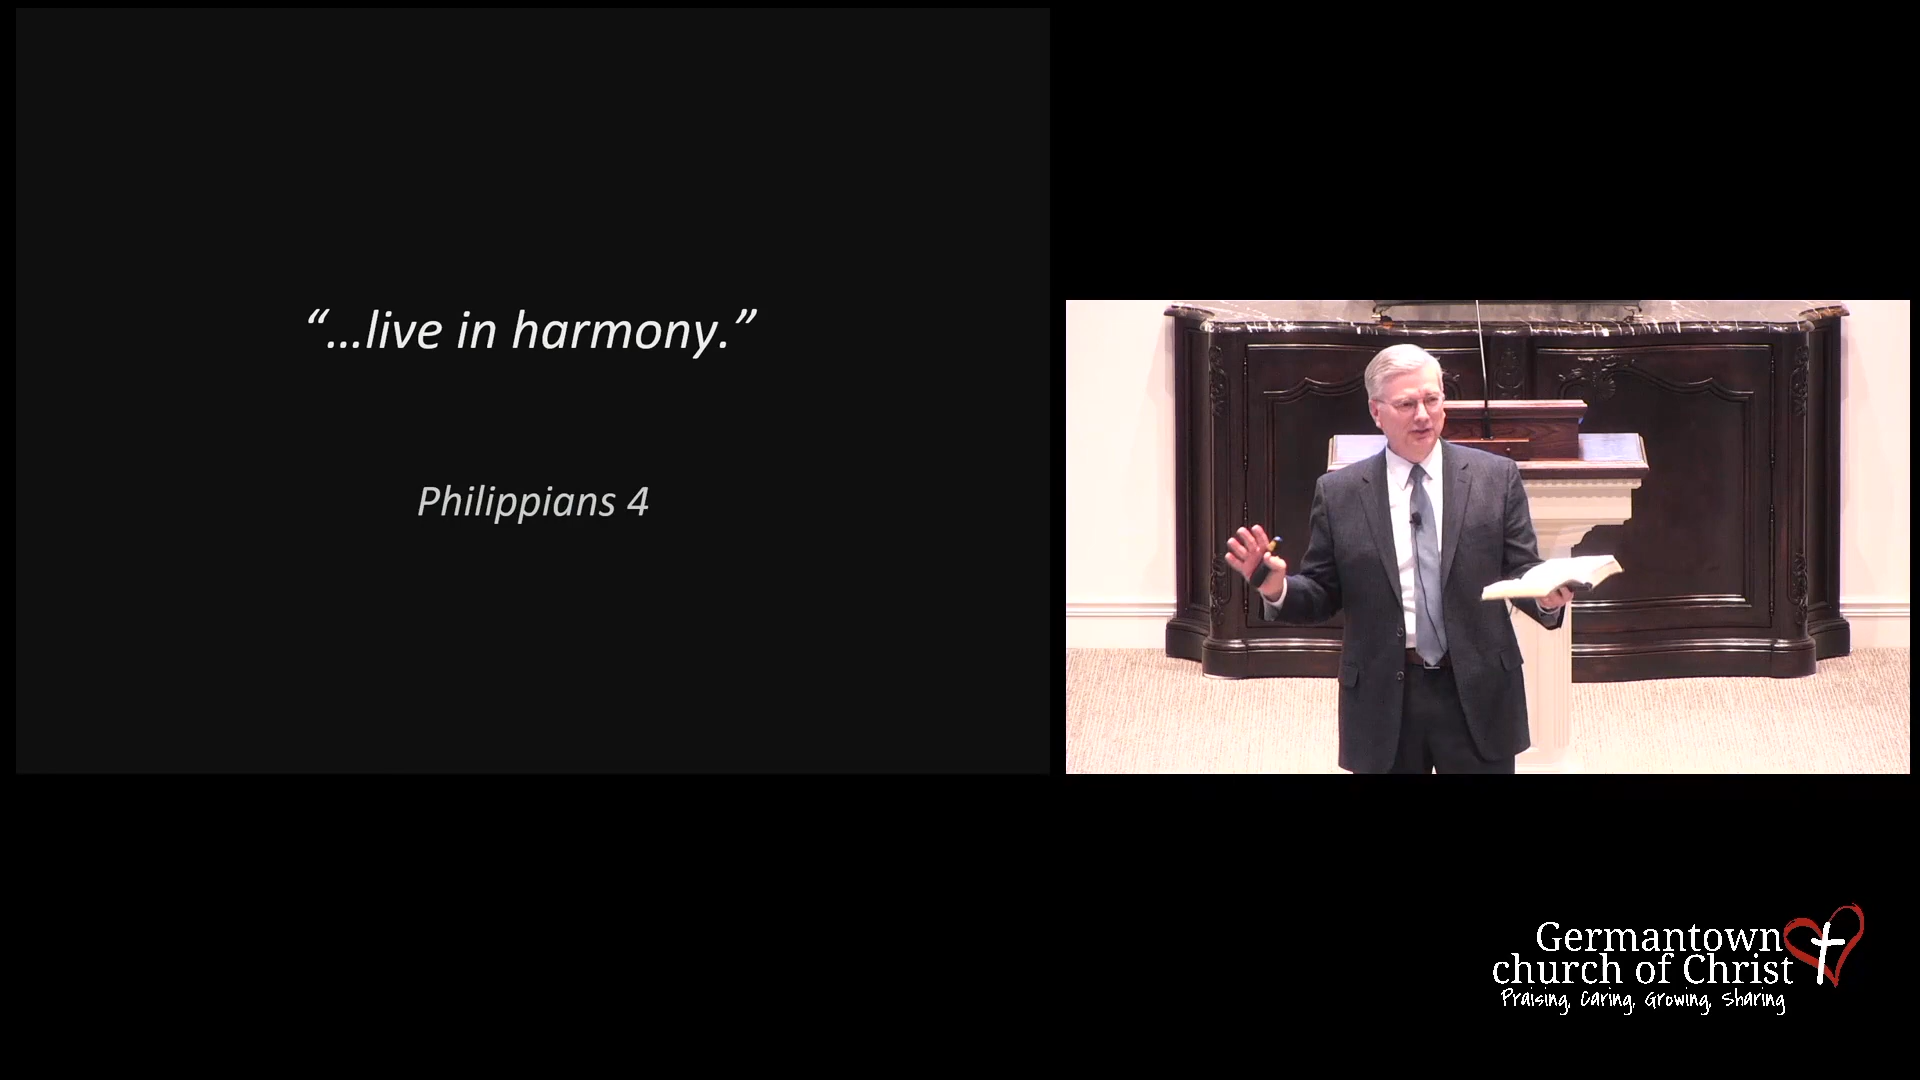 “...live in harmony.”
Philippians 4
Germantown
church of Christ
Praising, Caring, Growing, Sharing